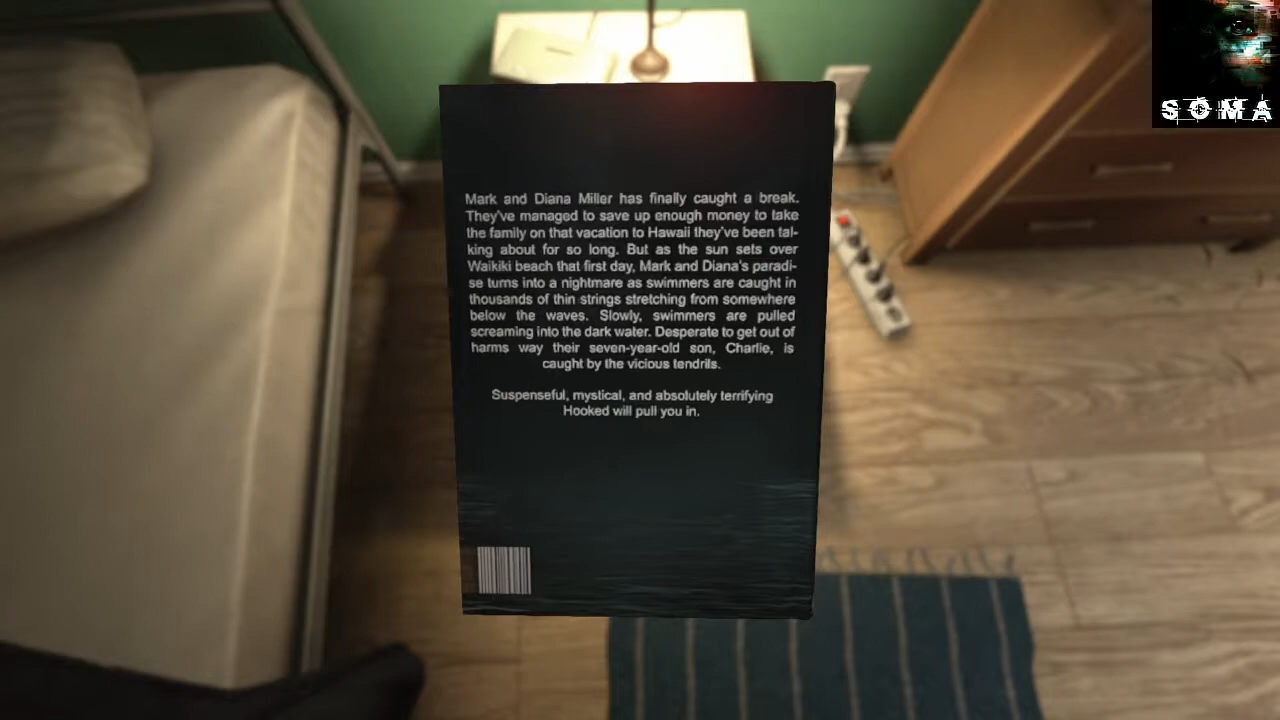 SOMA
Mark and Diana Miller has finally caught a break.
They've managed to save up enough money to take
the family on that vacation to Hawaii they've been tal-
king about for so long. But as the sun sets over
Waikiki beach that first day, Mark and Diana's paradi-
se turns into a nightmare as swimmers are caught in
thousands of thin strings stretching from somewhere
below the waves. Slowly, swimmers are pulled
screaming into the dark water. Desperate to get out of
harms way their seven-year-old son, Charlie, is
caught by the vicious tendrils.
Suspenseful, mystical, and absolutely terrifying
Hooked will pull you in.